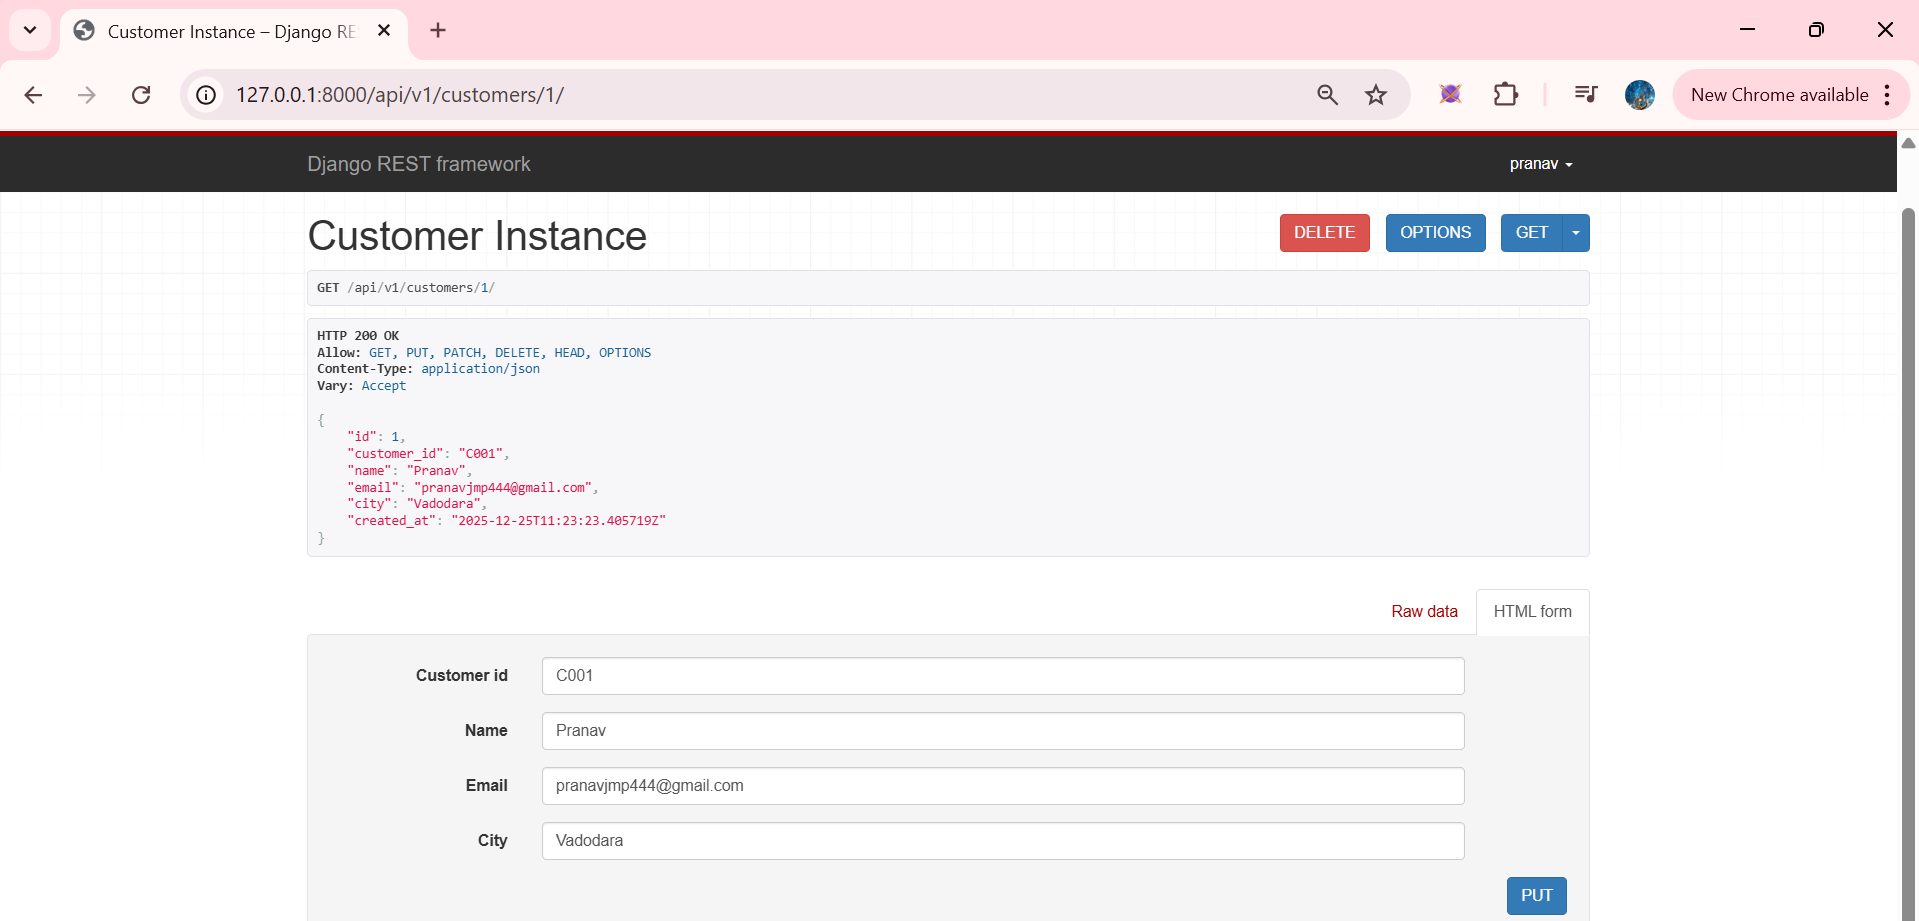 Customer Instance – Django RE
127.0.0.1:8000/api/v1/customers/1/
New Chrome available
Django REST framework
pranav
Customer Instance
DELETE
OPTIONS
GET
GET /api/v1/customers/1/
HTTP 200 OK
Allow: GET, PUT, PATCH, DELETE, HEAD, OPTIONS
Content-Type: application/json
Vary: Accept
{
    "id": 1,
    "customer_id": "C001",
    "name": "Pranav",
    "email": "pranavjmp444@gmail.com",
    "city": "Vadodara",
    "created_at": "2025-12-25T11:23:23.405719Z"
}
Raw data
HTML form
Customer id
C001
Name
Pranav
Email
pranavjmp444@gmail.com
City
Vadodara
PUT